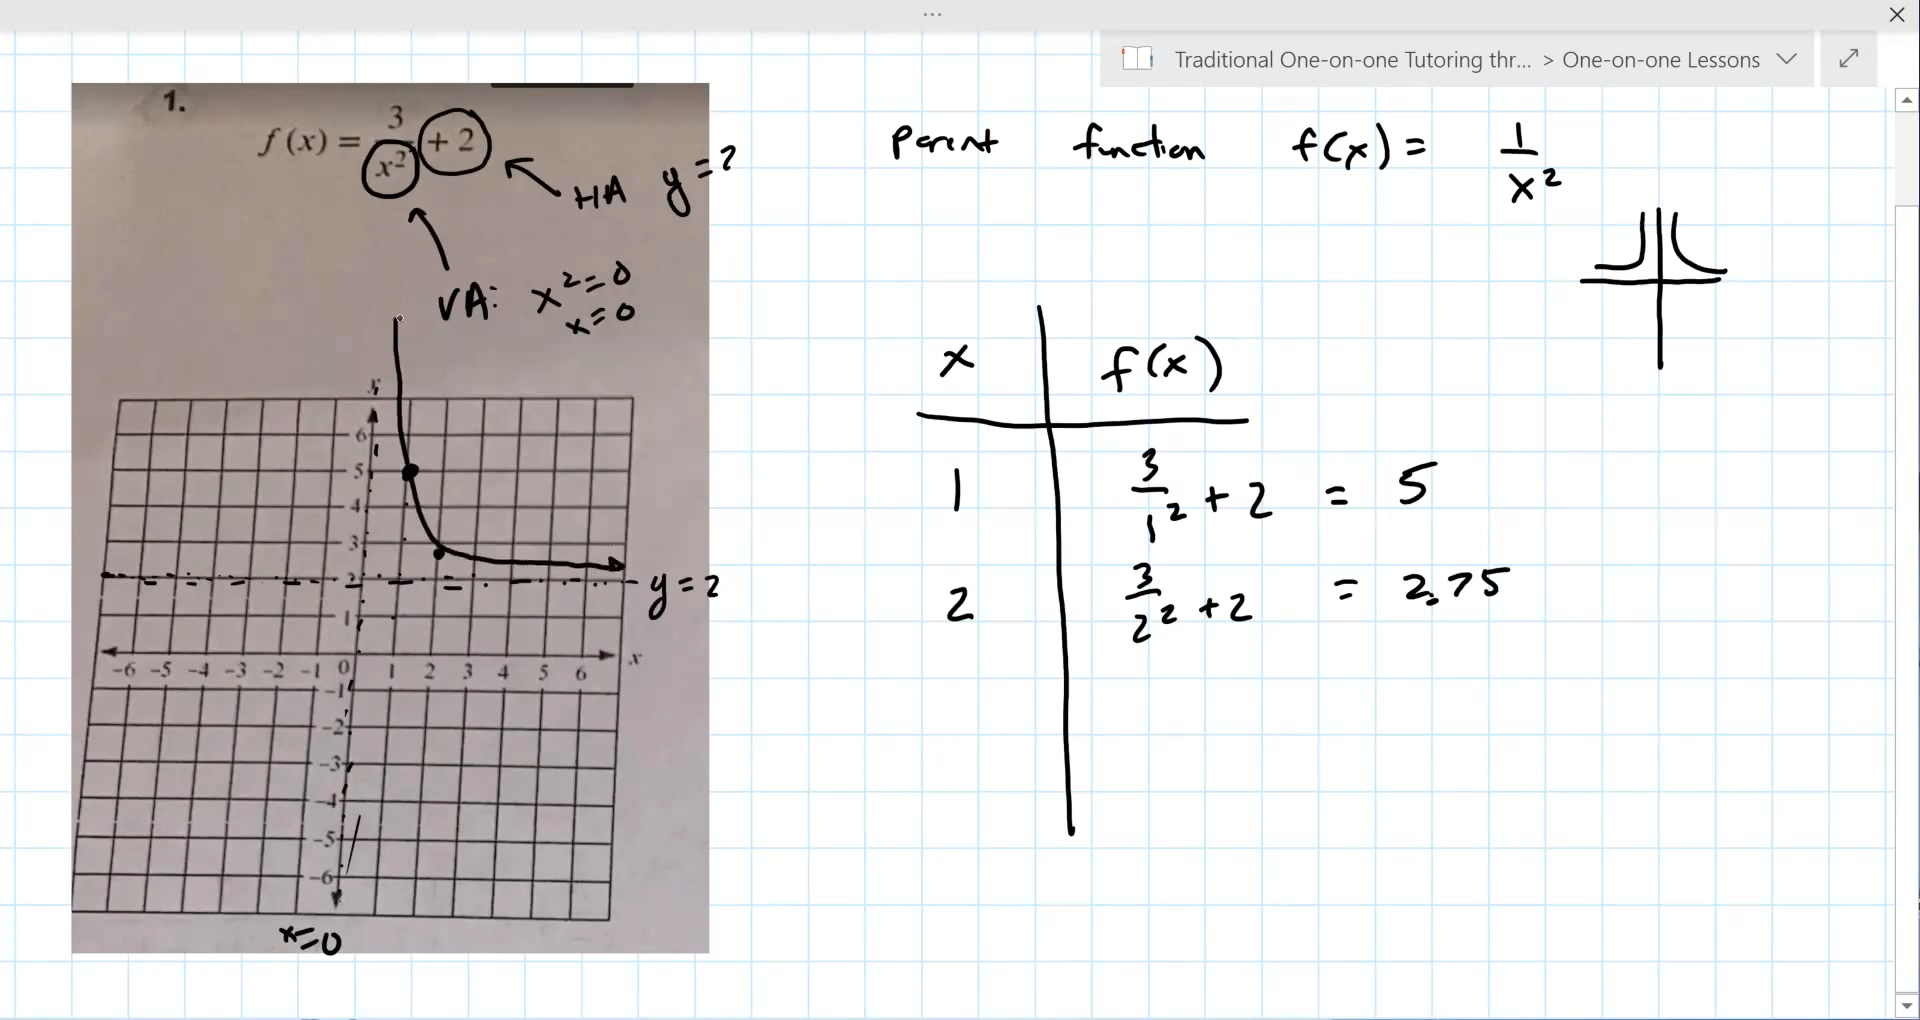 Traditional One-on-one Tutoring thr... > One-on-one Lessons
1.
f(x) = 3/x² + 2
HA y = 2
VA: x² = 0
x = 0
Parent function f(x) = 1/x²
x f(x)
1 3/1² + 2 = 5
2 3/2² + 2 = 2.75
y
6
5
4
3
2
y = 2
1
-6 -5 -4 -3 -2 -1 0 1 2 3 4 5 6 x
-1
-2
-3
-4
-5
-6
x = 0